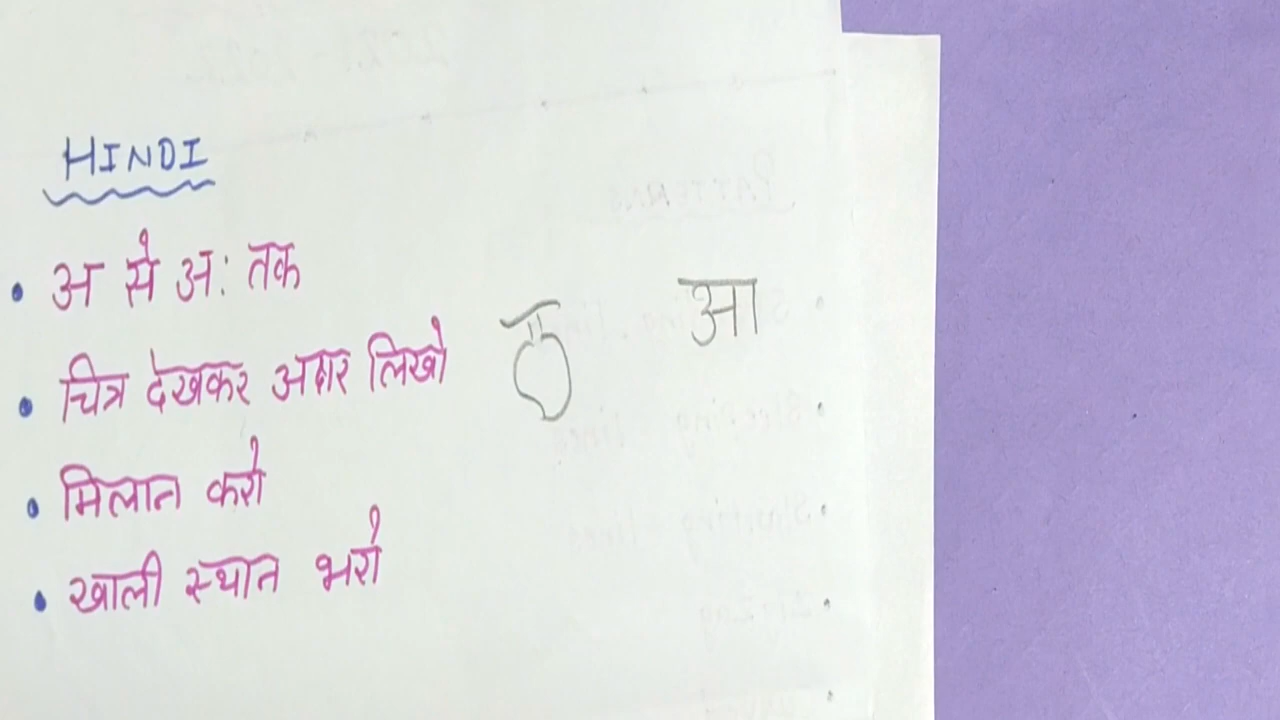 HINDI
• अ से अः तक
• चित्र देखकर अक्षर लिखो आ
• मिलान करो
• खाली स्थान भरो